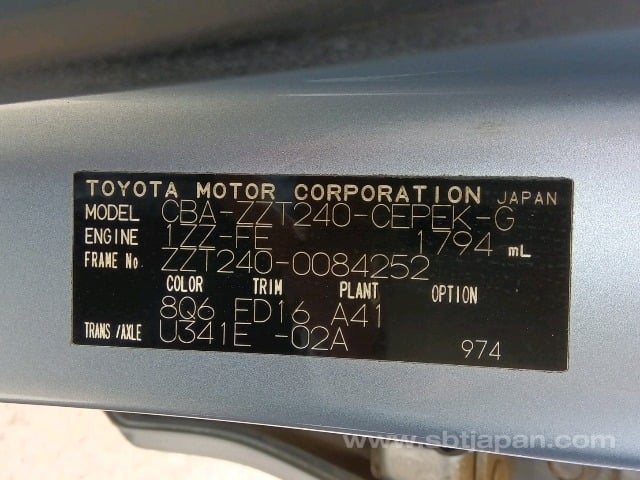 TOYOTA MOTOR CORPORATION JAPAN
MODEL CBA-ZZT240-CEPEK-G
ENGINE 1ZZ-FE 1794 mL
FRAME No. ZZT240-0084252
COLOR TRIM PLANT OPTION
8Q6 FD16 A41
TRANS/AXLE U341E -02A
974
www.sbtjapan.com